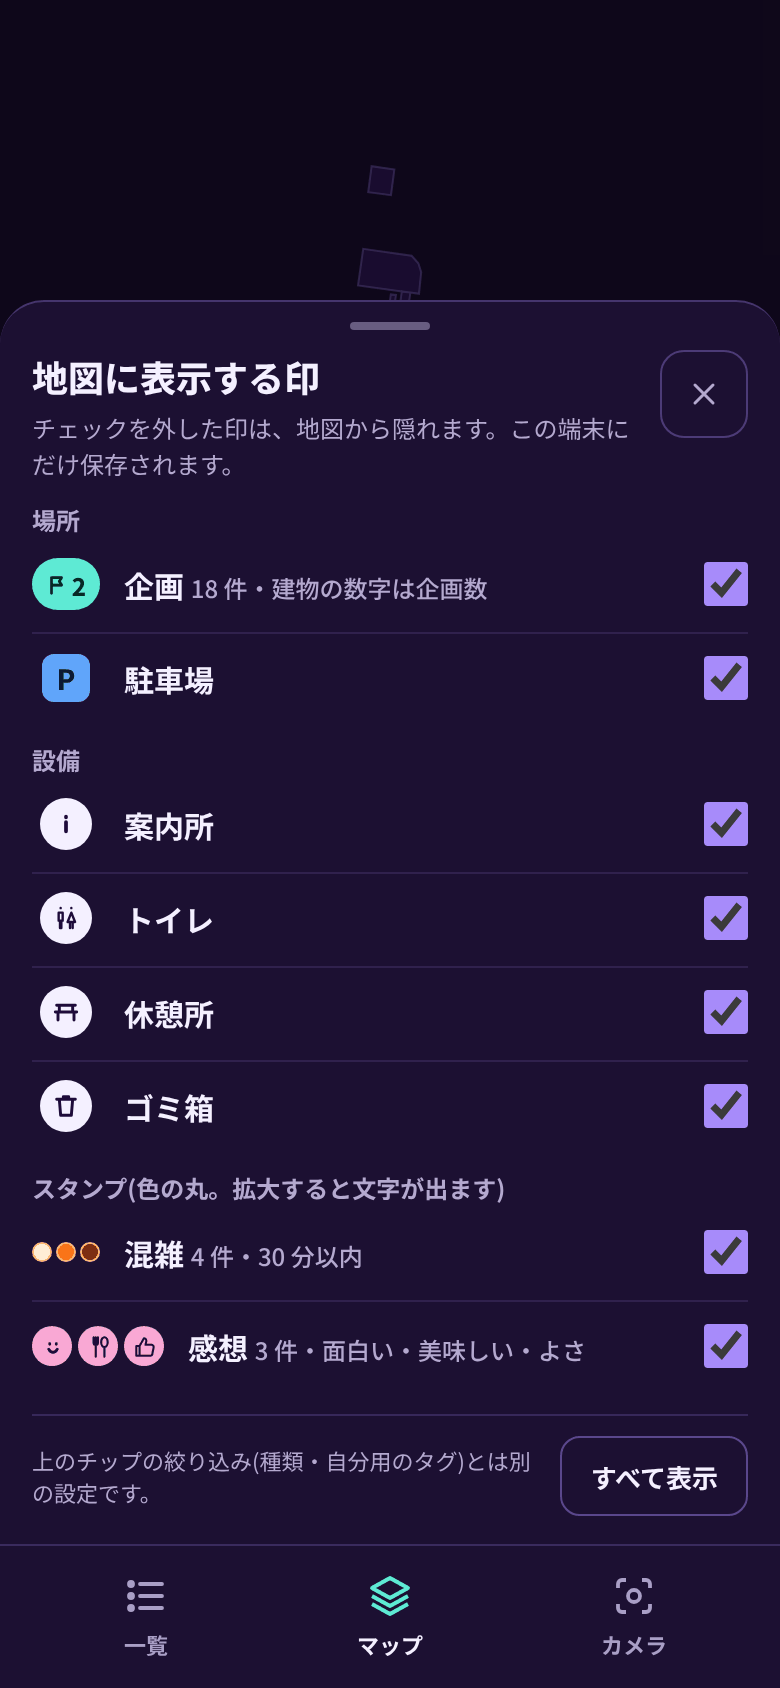 地図に表示する印
チェックを外した印は、地図から隠れます。この端末に
だけ保存されます。
場所
2 企画 18 件・建物の数字は企画数
P 駐車場
設備
i 案内所
トイレ
休憩所
ゴミ箱
スタンプ(色の丸。拡大すると文字が出ます)
混雑 4 件・30 分以内
感想 3 件・面白い・美味しい・よさ
上のチップの絞り込み(種類・自分用のタグ)とは別
の設定です。
すべて表示
一覧 マップ カメラ